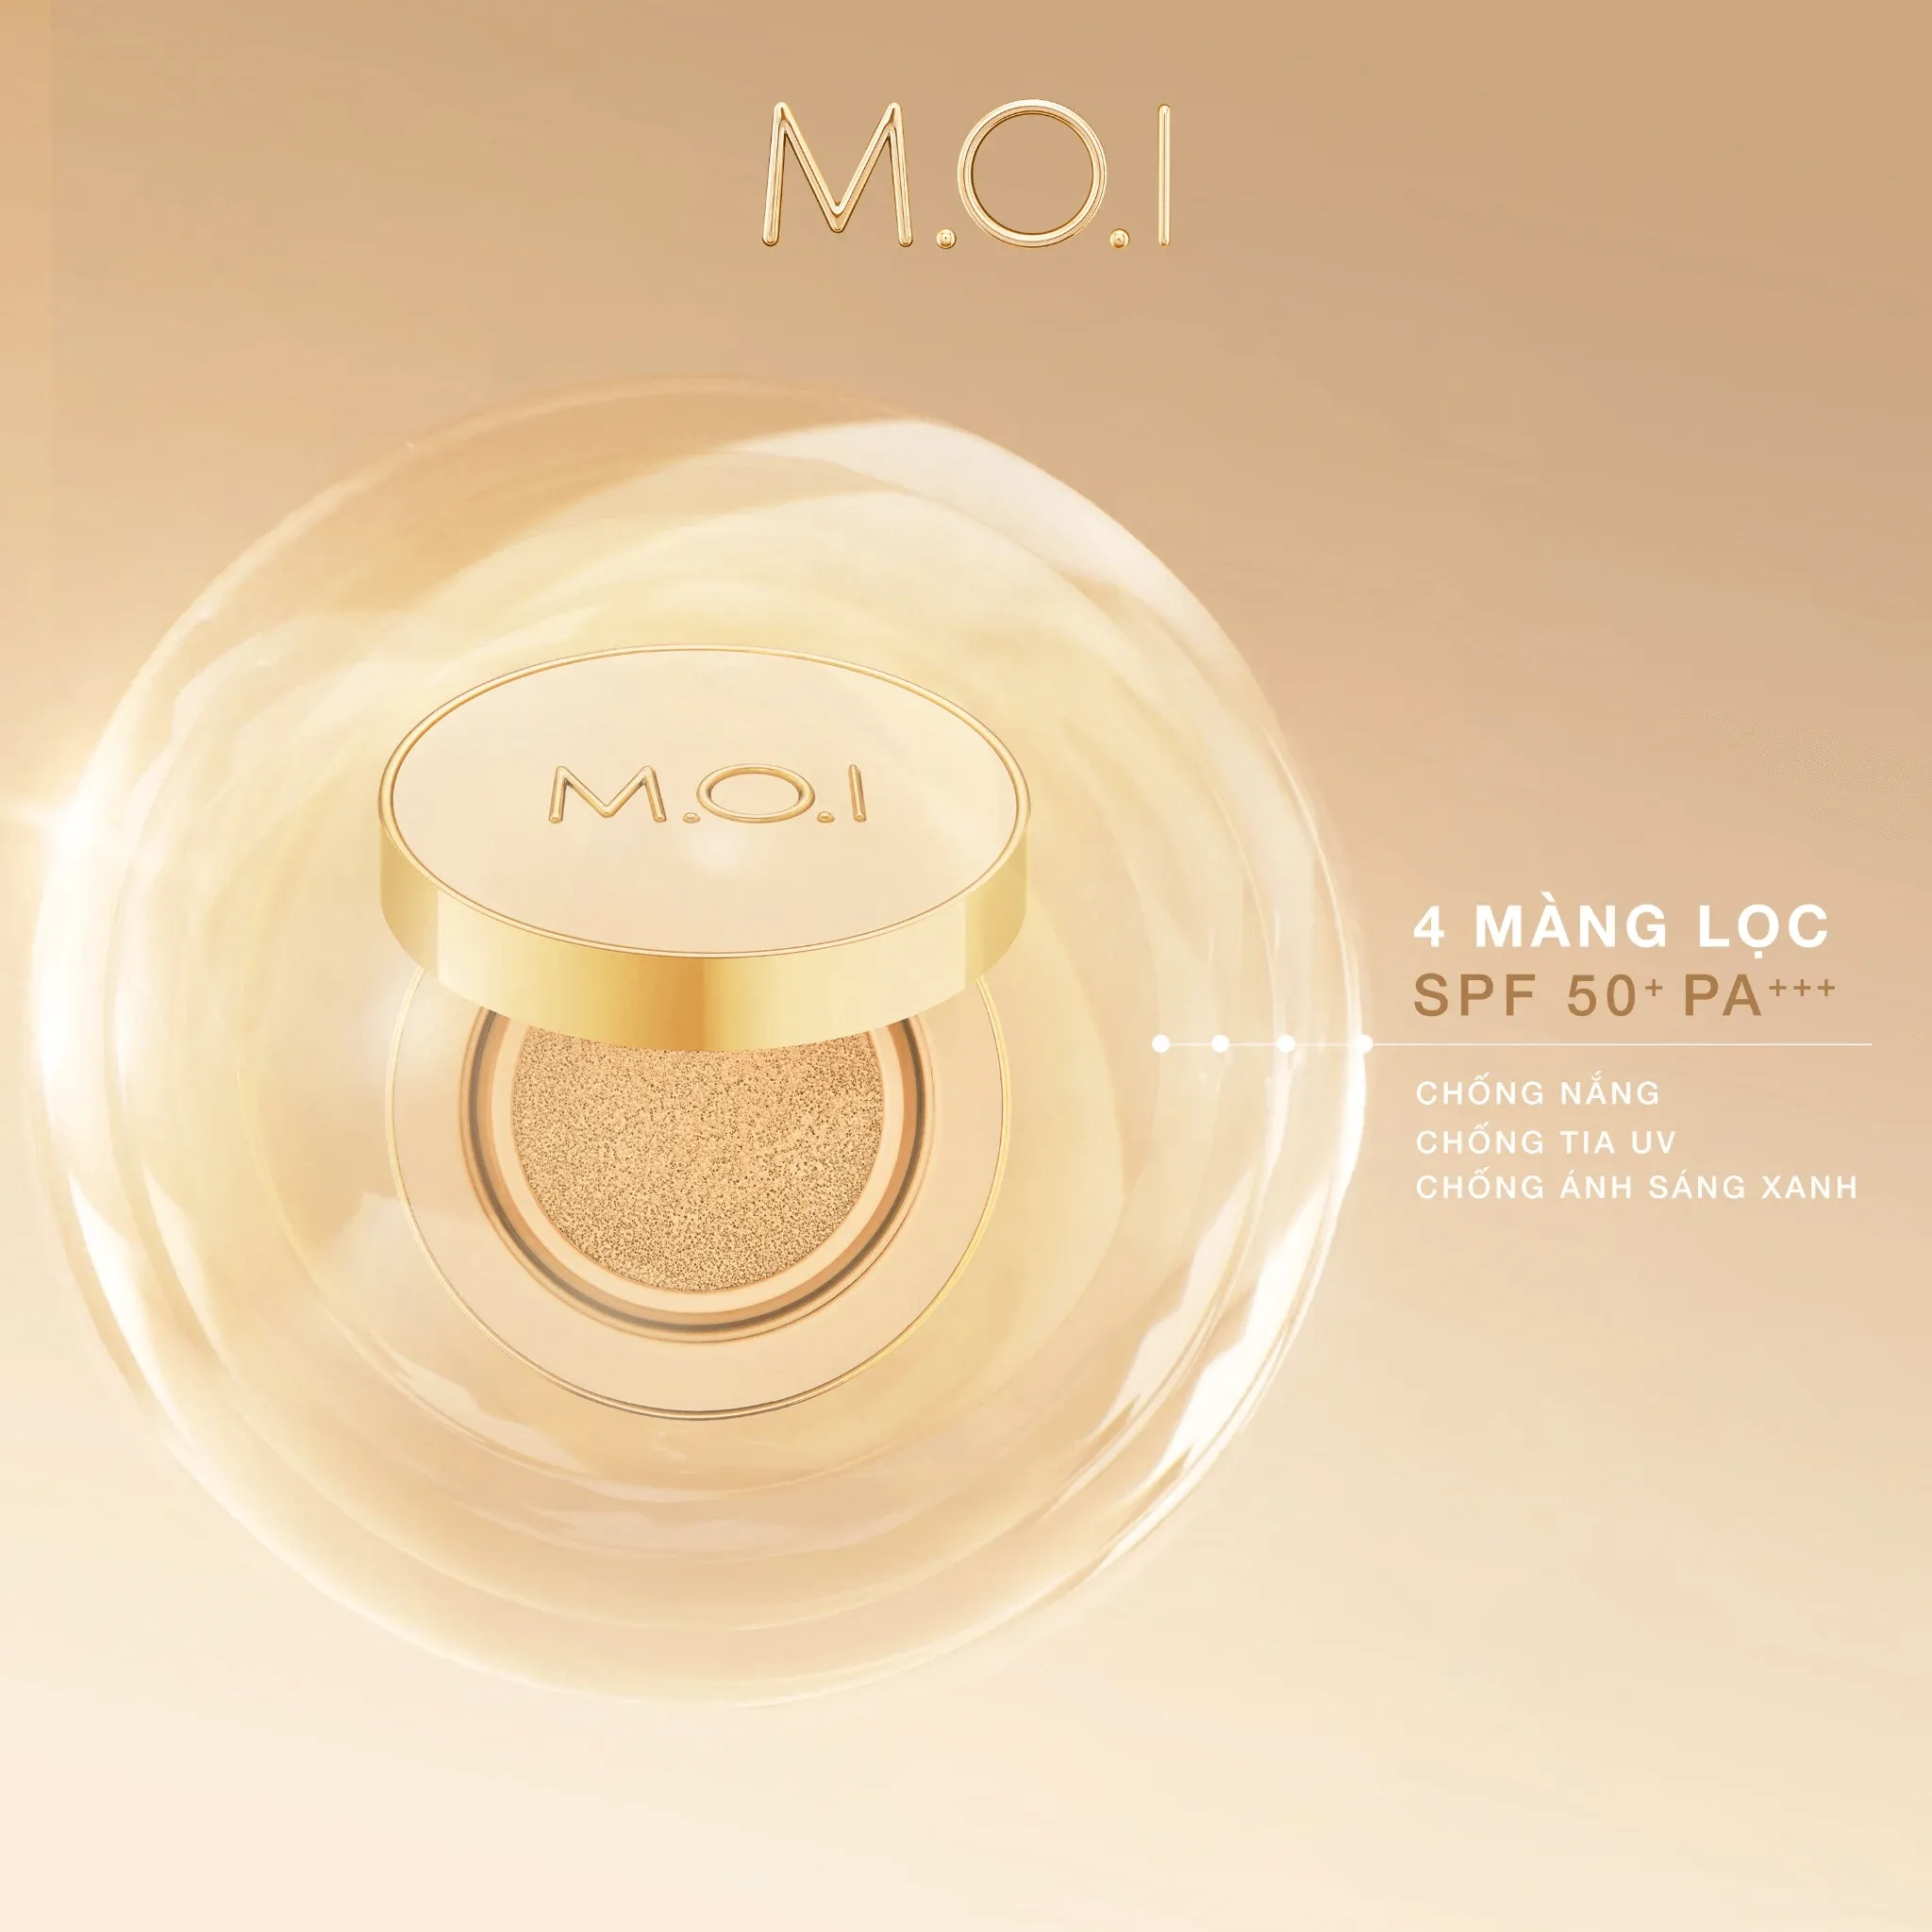 M.O.I
M.O.I
4 MÀNG LỌC
SPF 50⁺ PA⁺⁺⁺
CHỐNG NẮNG
CHỐNG TIA UV
CHỐNG ÁNH SÁNG XANH